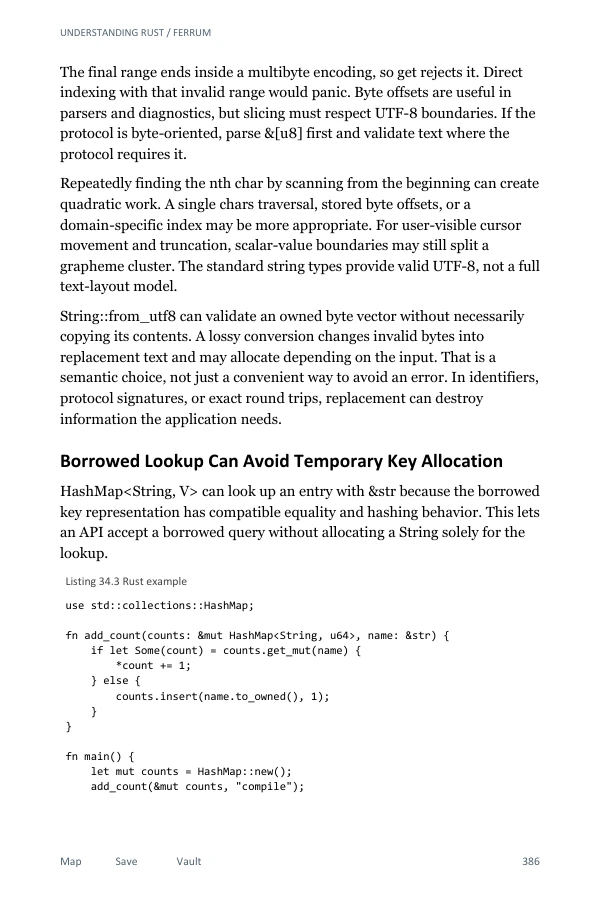 UNDERSTANDING RUST / FERRUM
The final range ends inside a multibyte encoding, so get rejects it. Direct
indexing with that invalid range would panic. Byte offsets are useful in
parsers and diagnostics, but slicing must respect UTF-8 boundaries. If the
protocol is byte-oriented, parse &[u8] first and validate text where the
protocol requires it.
Repeatedly finding the nth char by scanning from the beginning can create
quadratic work. A single chars traversal, stored byte offsets, or a
domain-specific index may be more appropriate. For user-visible cursor
movement and truncation, scalar-value boundaries may still split a
grapheme cluster. The standard string types provide valid UTF-8, not a full
text-layout model.
String::from_utf8 can validate an owned byte vector without necessarily
copying its contents. A lossy conversion changes invalid bytes into
replacement text and may allocate depending on the input. That is a
semantic choice, not just a convenient way to avoid an error. In identifiers,
protocol signatures, or exact round trips, replacement can destroy
information the application needs.
Borrowed Lookup Can Avoid Temporary Key Allocation
HashMap<String, V> can look up an entry with &str because the borrowed
key representation has compatible equality and hashing behavior. This lets
an API accept a borrowed query without allocating a String solely for the
lookup.
Listing 34.3 Rust example
use std::collections::HashMap;
fn add_count(counts: &mut HashMap<String, u64>, name: &str) {
    if let Some(count) = counts.get_mut(name) {
        *count += 1;
    } else {
        counts.insert(name.to_owned(), 1);
    }
}
fn main() {
    let mut counts = HashMap::new();
    add_count(&mut counts, "compile");
Map Save Vault 386